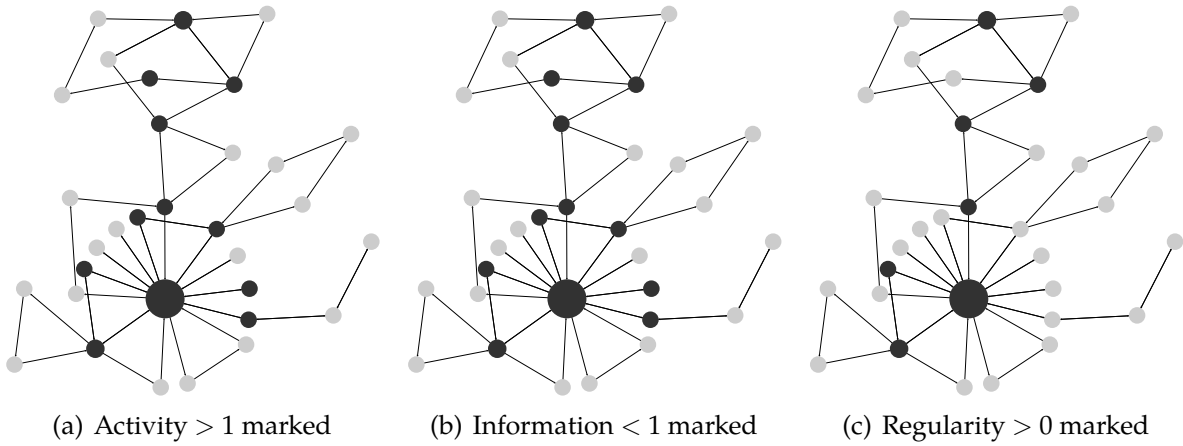 (a) Activity > 1 marked
(b) Information < 1 marked
(c) Regularity > 0 marked